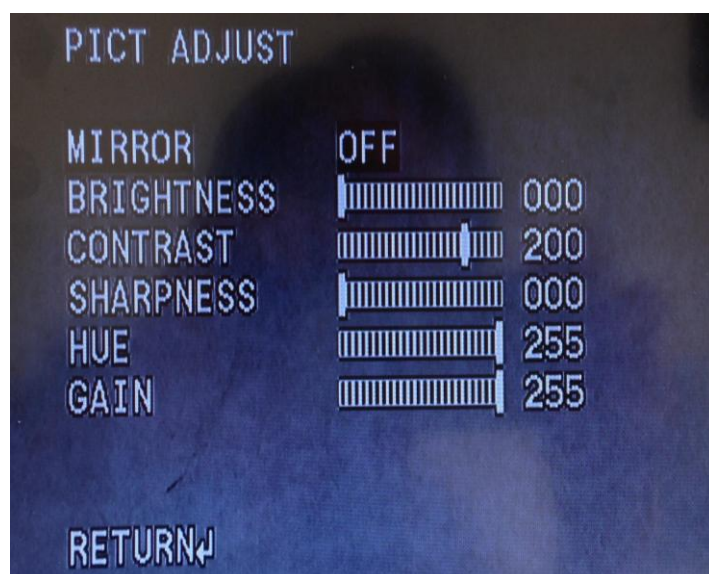 PICT ADJUST
MIRROR OFF
BRIGHTNESS 000
CONTRAST 200
SHARPNESS 000
HUE 255
GAIN 255
RETURN↲